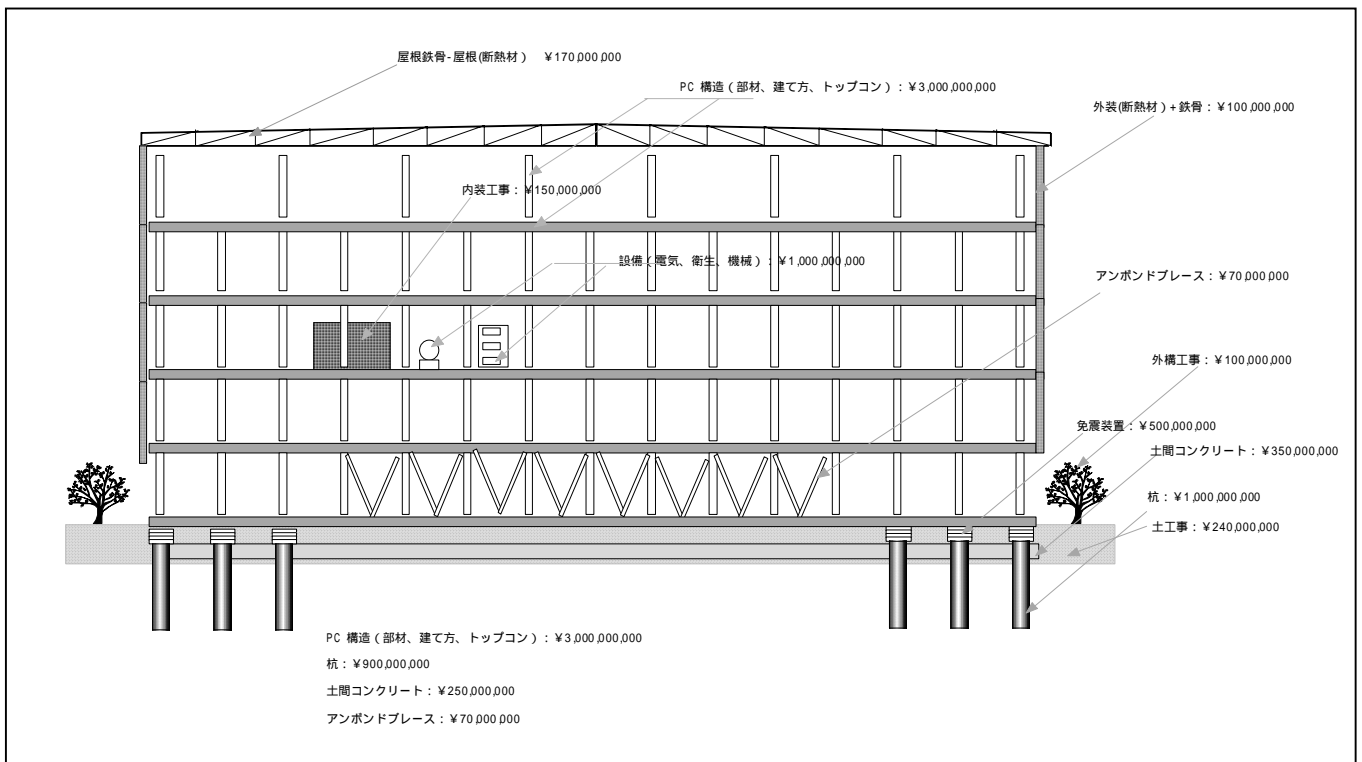 屋根鉄骨-屋根(断熱材) ¥170,000,000
PC 構造(部材、建て方、トップコン):¥3,000,000,000
外装(断熱材)+鉄骨:¥100,000,000
内装工事:¥150,000,000
設備(電気、衛生、機械):¥1,000,000,000
アンボンドブレース:¥70,000,000
外構工事:¥100,000,000
免震装置:¥500,000,000
土間コンクリート:¥350,000,000
杭:¥1,000,000,000
土工事:¥240,000,000
PC 構造(部材、建て方、トップコン):¥3,000,000,000
杭:¥900,000,000
土間コンクリート:¥250,000,000
アンボンドブレース:¥70,000,000